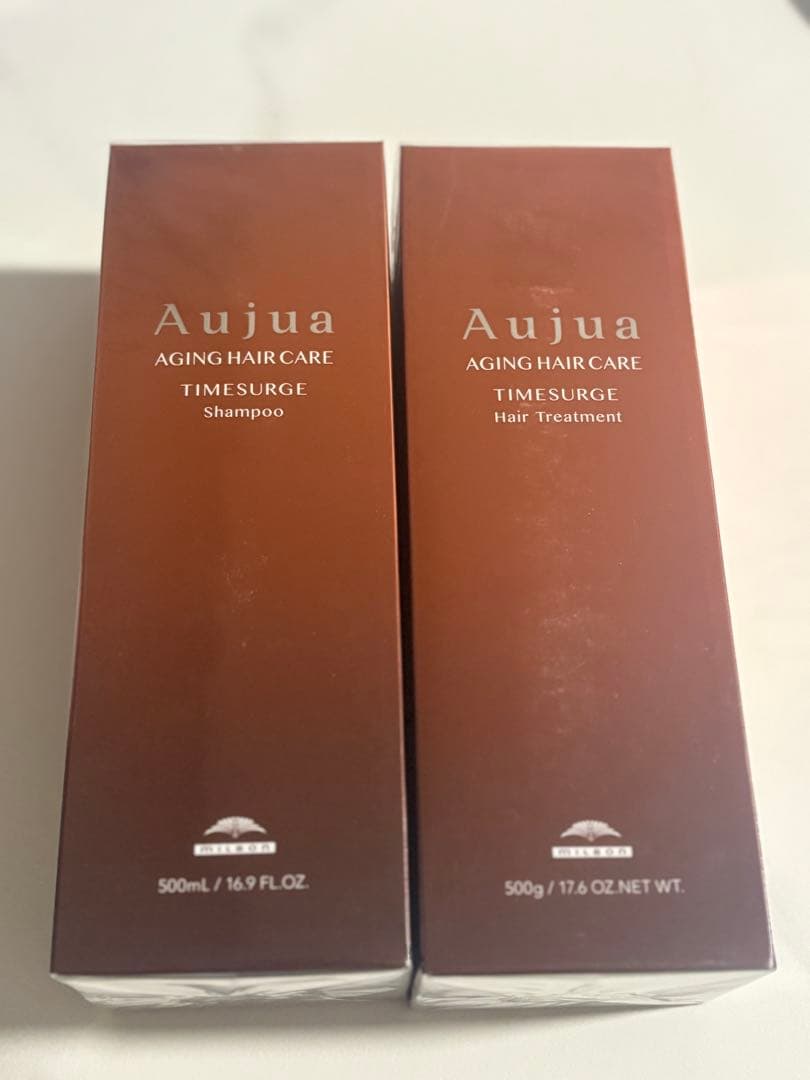 Aujua
AGING HAIR CARE
TIMESURGE
Shampoo
milbon
500mL / 16.9 FL.OZ.
Aujua
AGING HAIR CARE
TIMESURGE
Hair Treatment
milbon
500g / 17.6 OZ.NET WT.